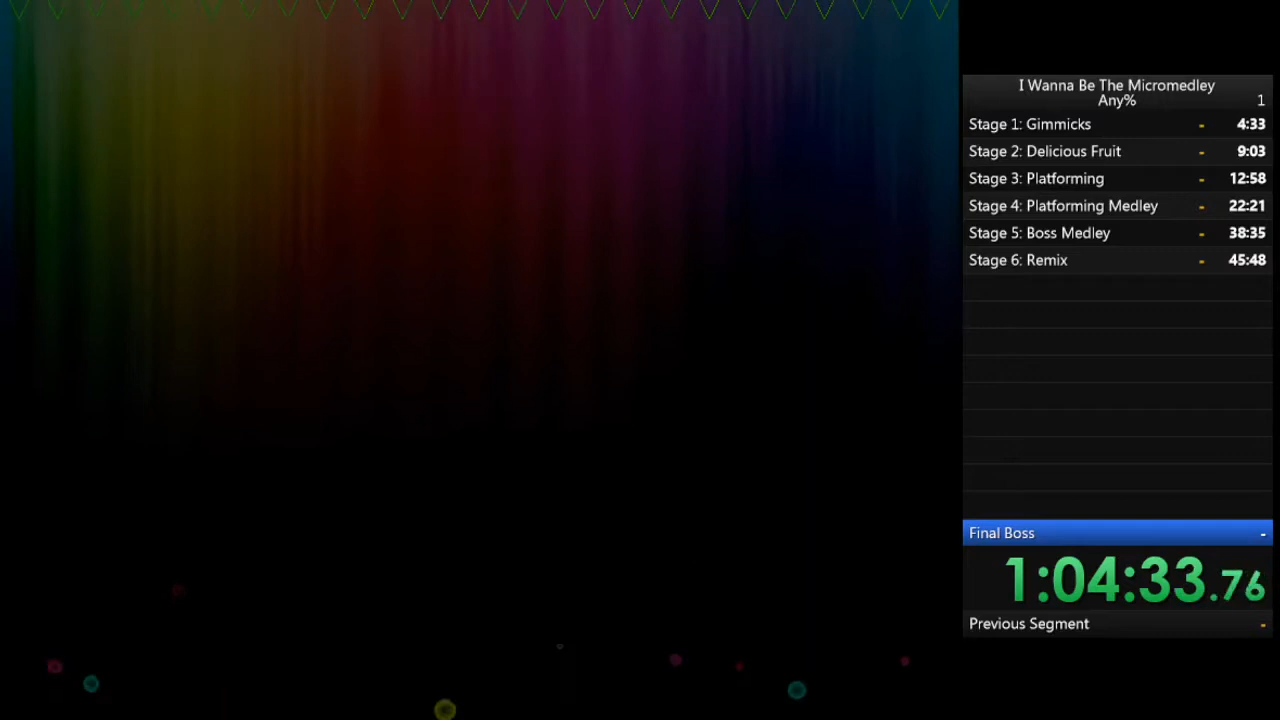 I Wanna Be The Micromedley
Any% 1
Stage 1: Gimmicks - 4:33
Stage 2: Delicious Fruit - 9:03
Stage 3: Platforming - 12:58
Stage 4: Platforming Medley - 22:21
Stage 5: Boss Medley - 38:35
Stage 6: Remix - 45:48
Final Boss -
1:04:33.76
Previous Segment -